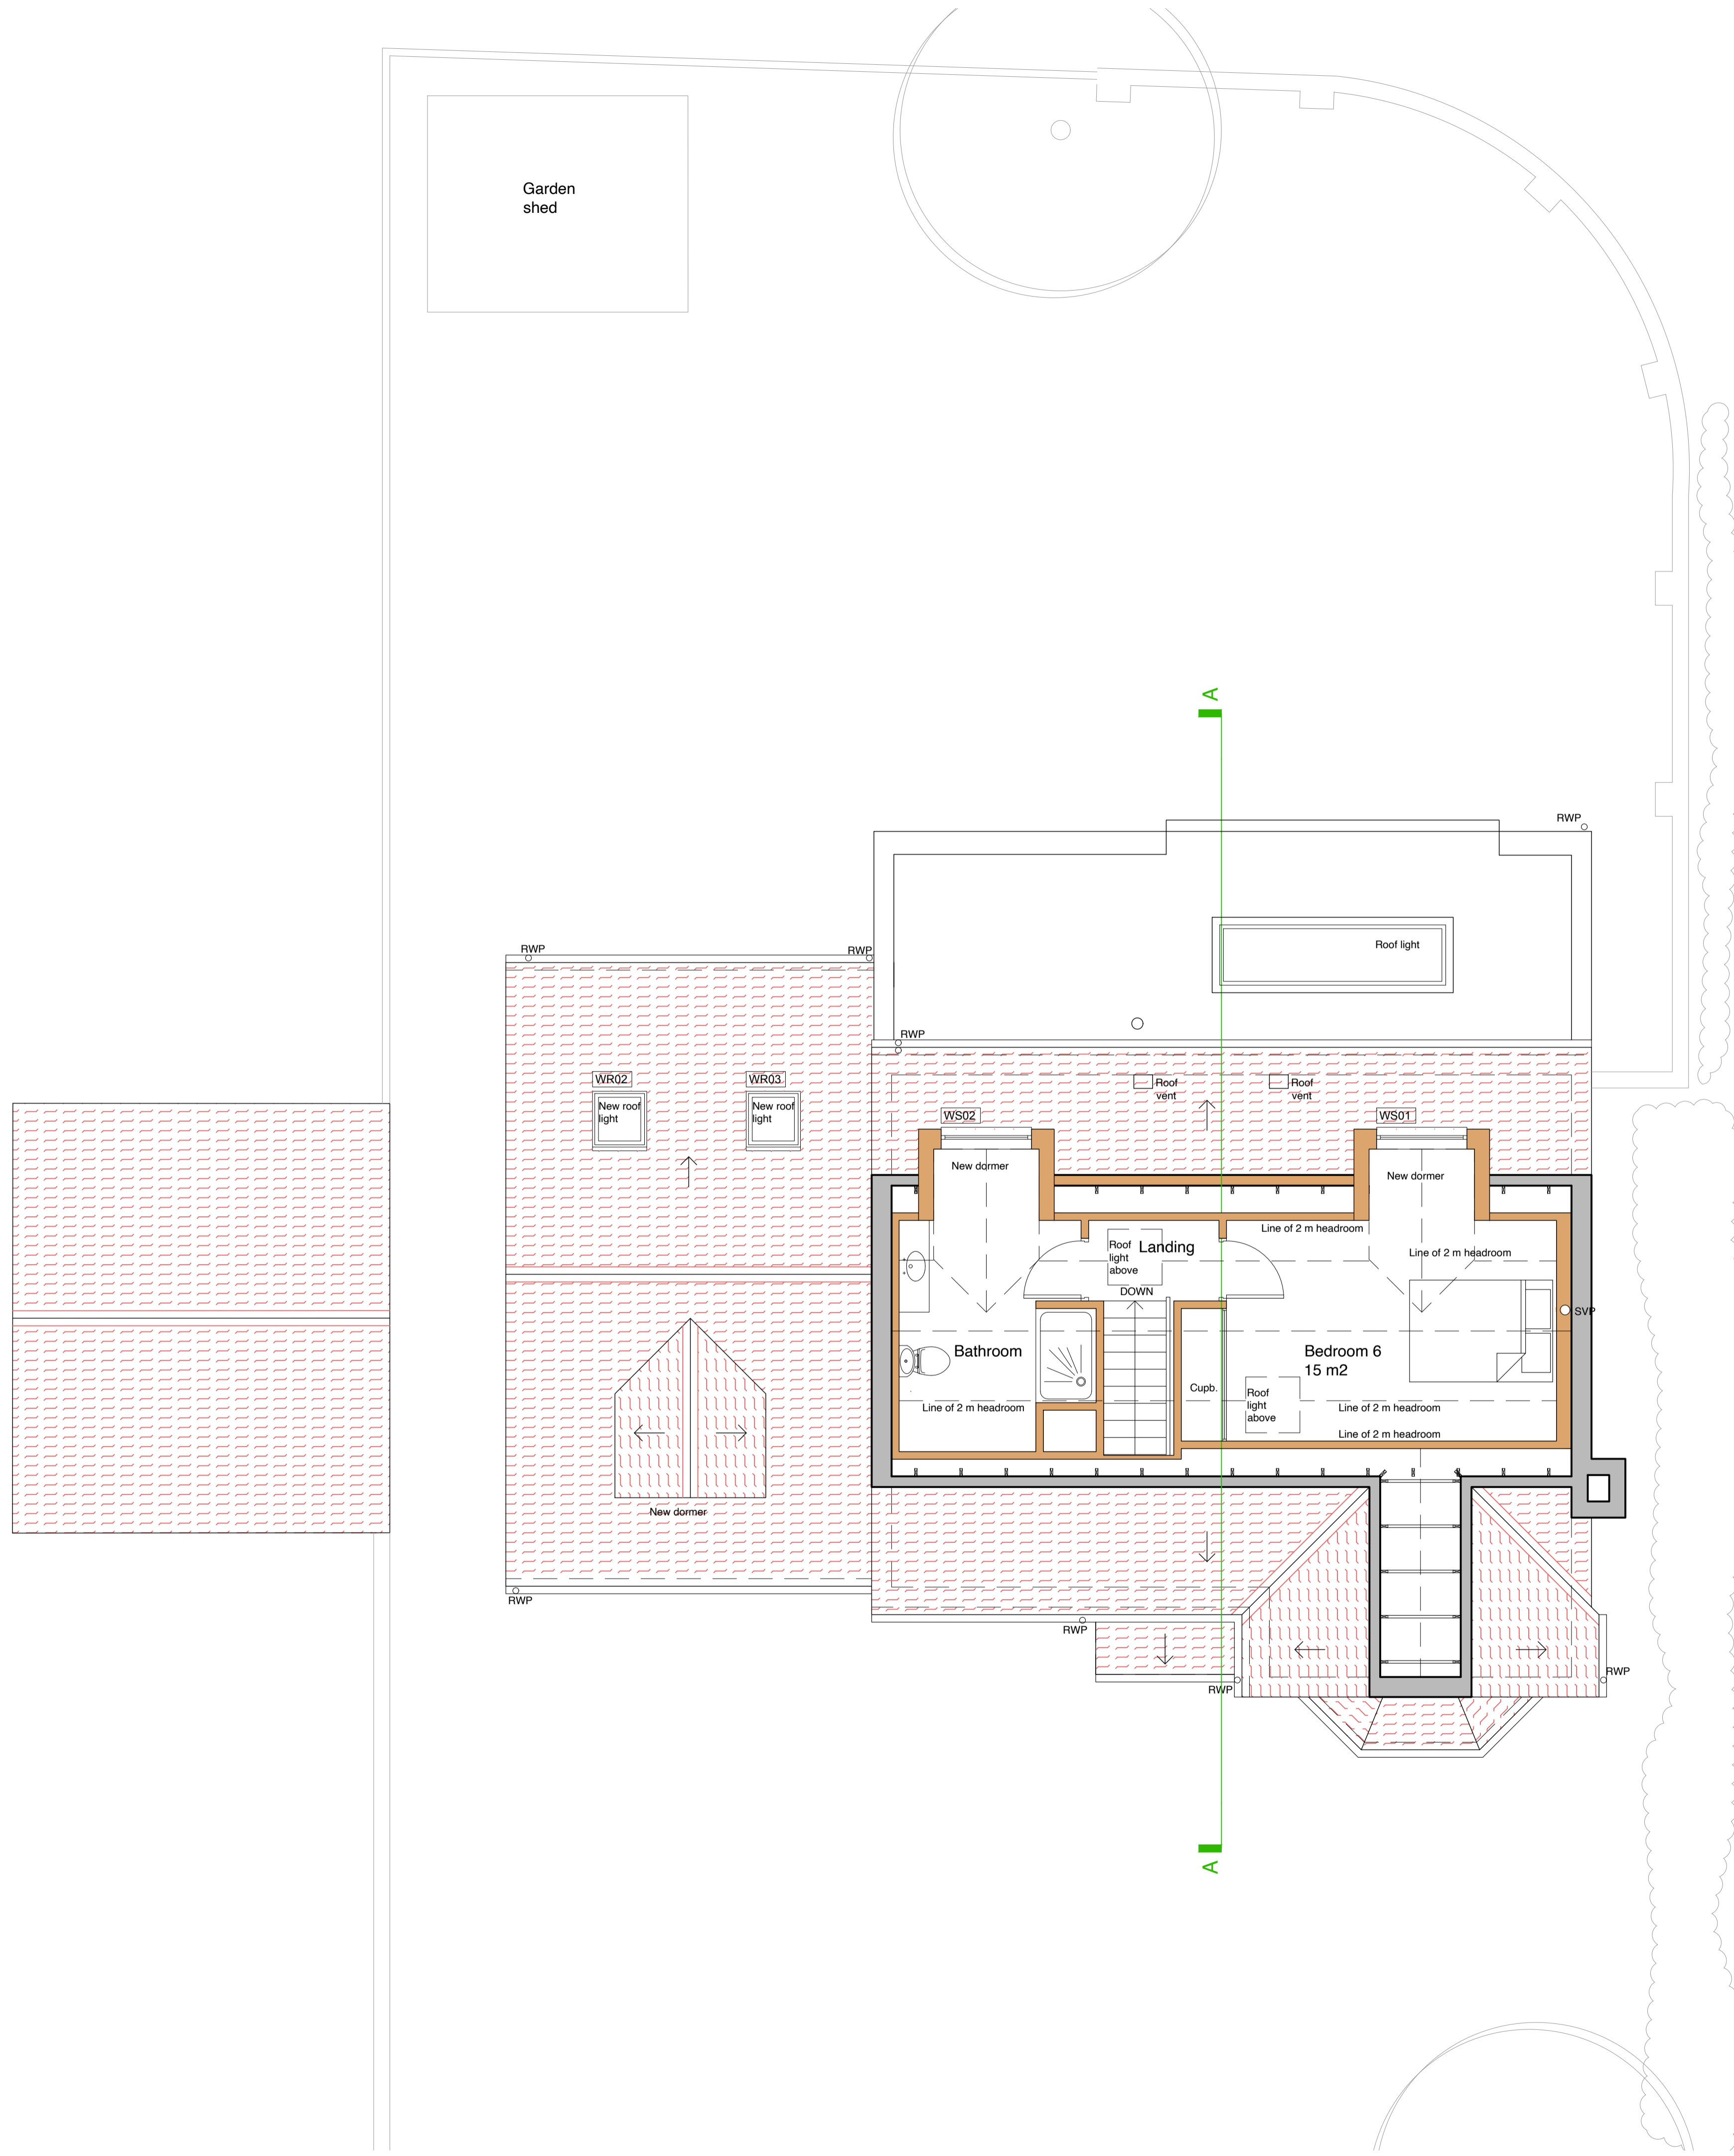 Garden
shed
A
RWP
Roof light
RWP
RWP
RWP
WR02
WR03
Roof
vent
Roof
vent
New roof
light
New roof
light
WS02
WS01
New dormer
New dormer
Line of 2 m headroom
Roof
light
above
Landing
Line of 2 m headroom
DOWN
SVP
Bathroom
Bedroom 6
15 m2
Cupb.
Roof
light
above
Line of 2 m headroom
Line of 2 m headroom
Line of 2 m headroom
New dormer
RWP
RWP
RWP
RWP
A